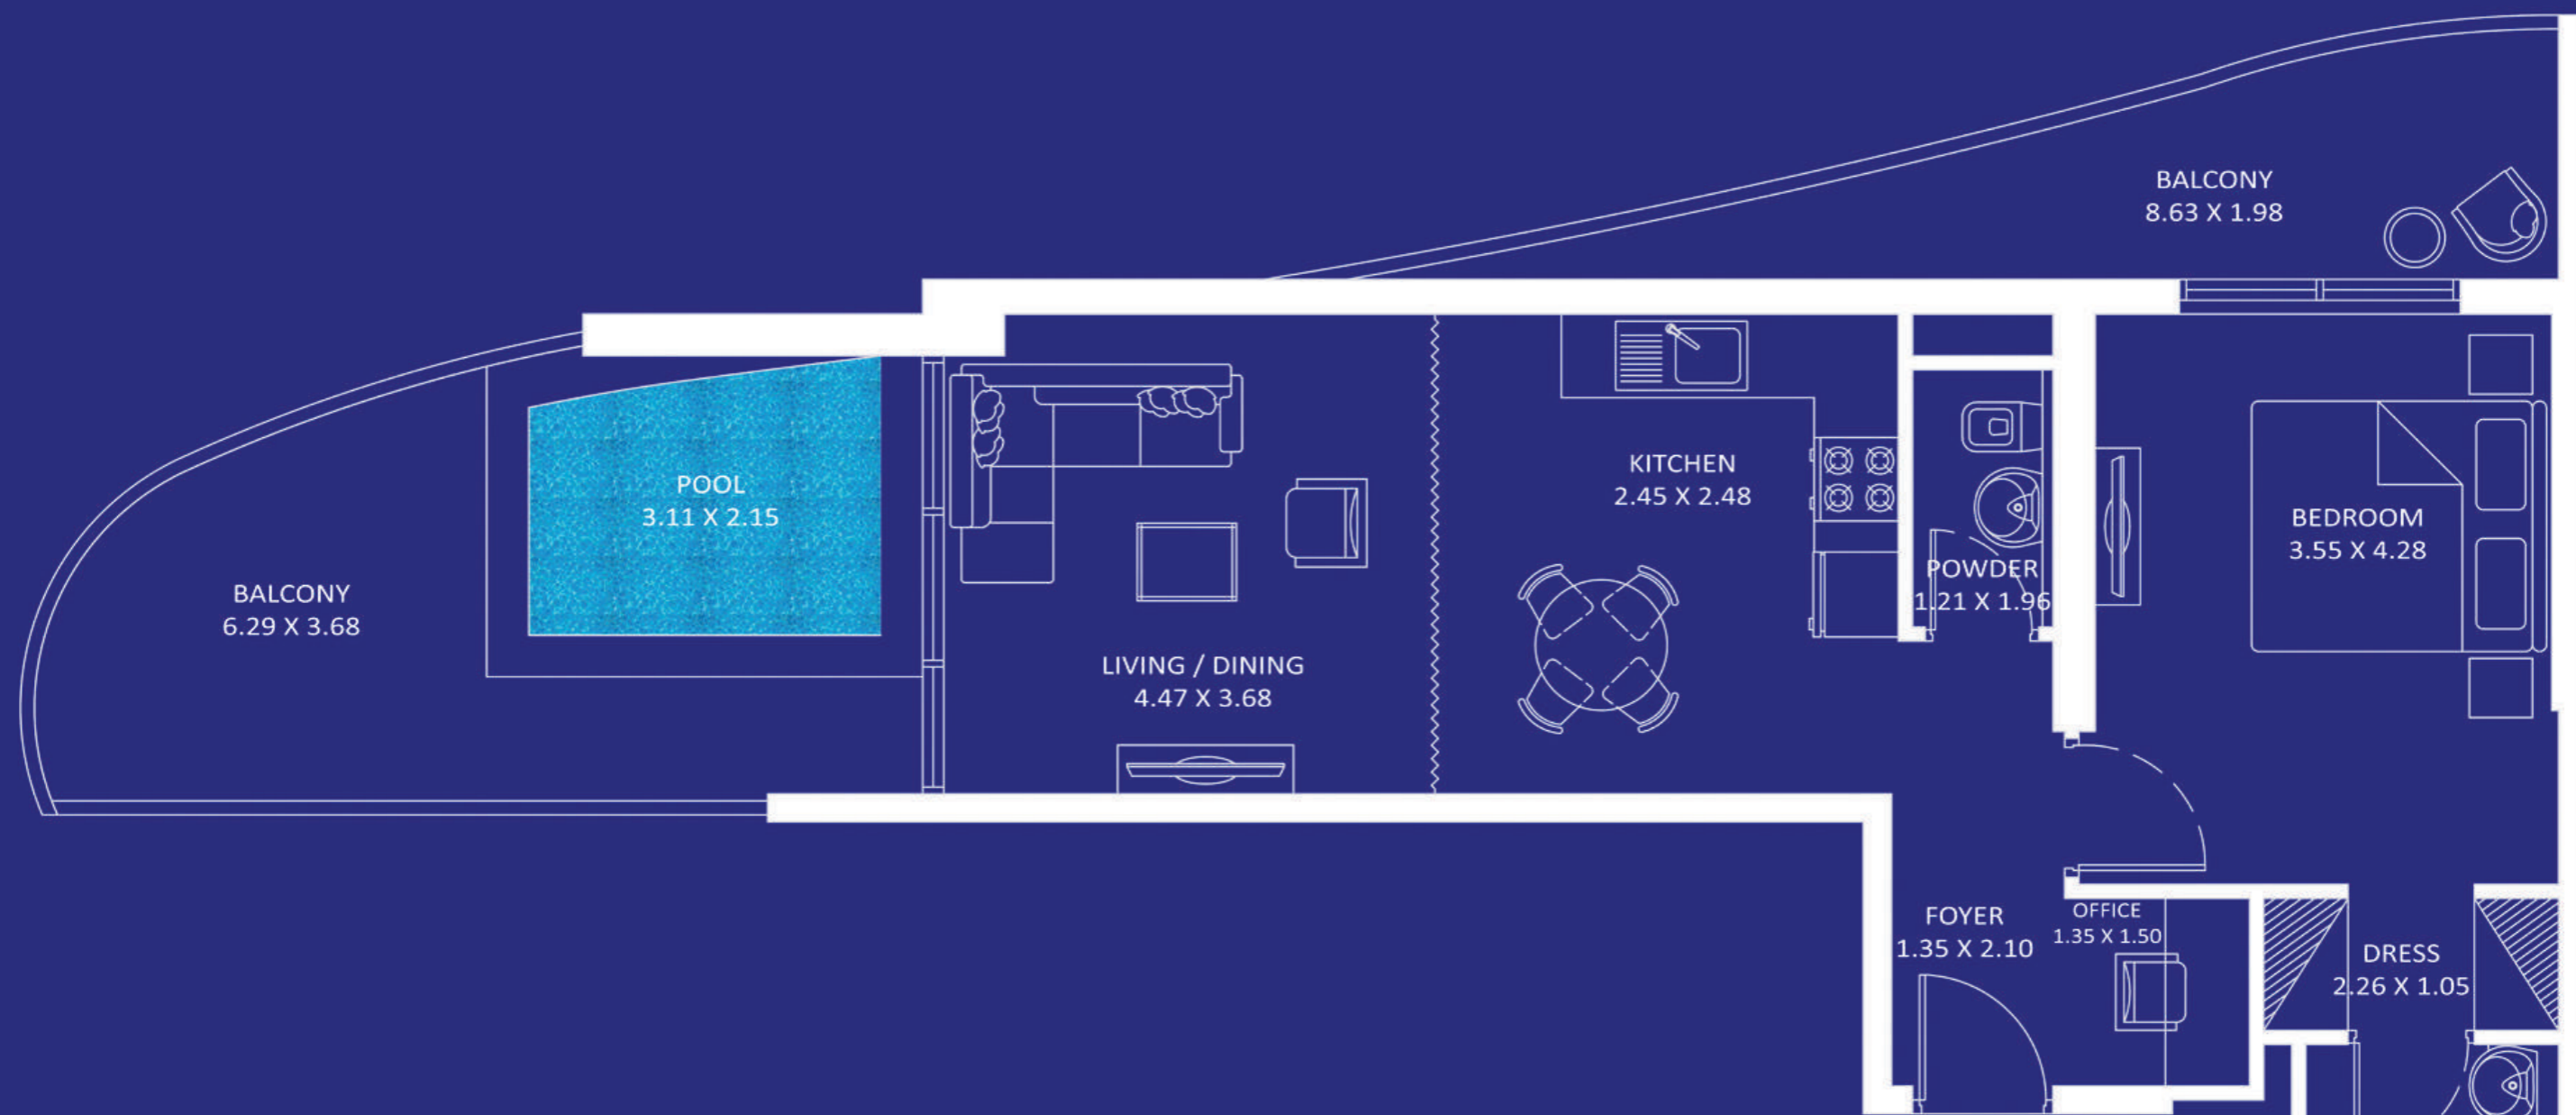 BALCONY
8.63 X 1.98
POOL
3.11 X 2.15
KITCHEN
2.45 X 2.48
BEDROOM
3.55 X 4.28
POWDER
1.21 X 1.96
BALCONY
6.29 X 3.68
LIVING / DINING
4.47 X 3.68
FOYER
1.35 X 2.10
OFFICE
1.35 X 1.50
DRESS
2.26 X 1.05